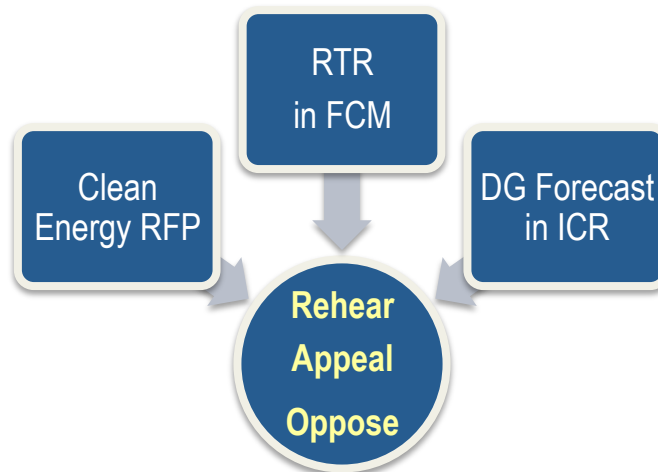 Clean
Energy RFP
RTR
in FCM
DG Forecast
in ICR
Rehear
Appeal
Oppose